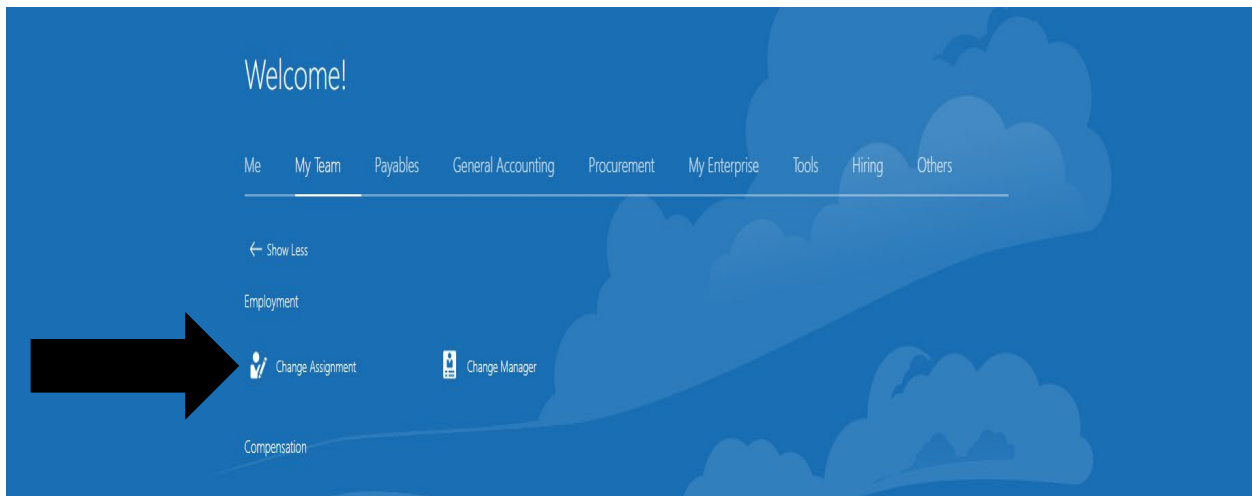 Welcome!
Me My Team Payables General Accounting Procurement My Enterprise Tools Hiring Others
← Show Less
Employment
Change Assignment Change Manager
Compensation